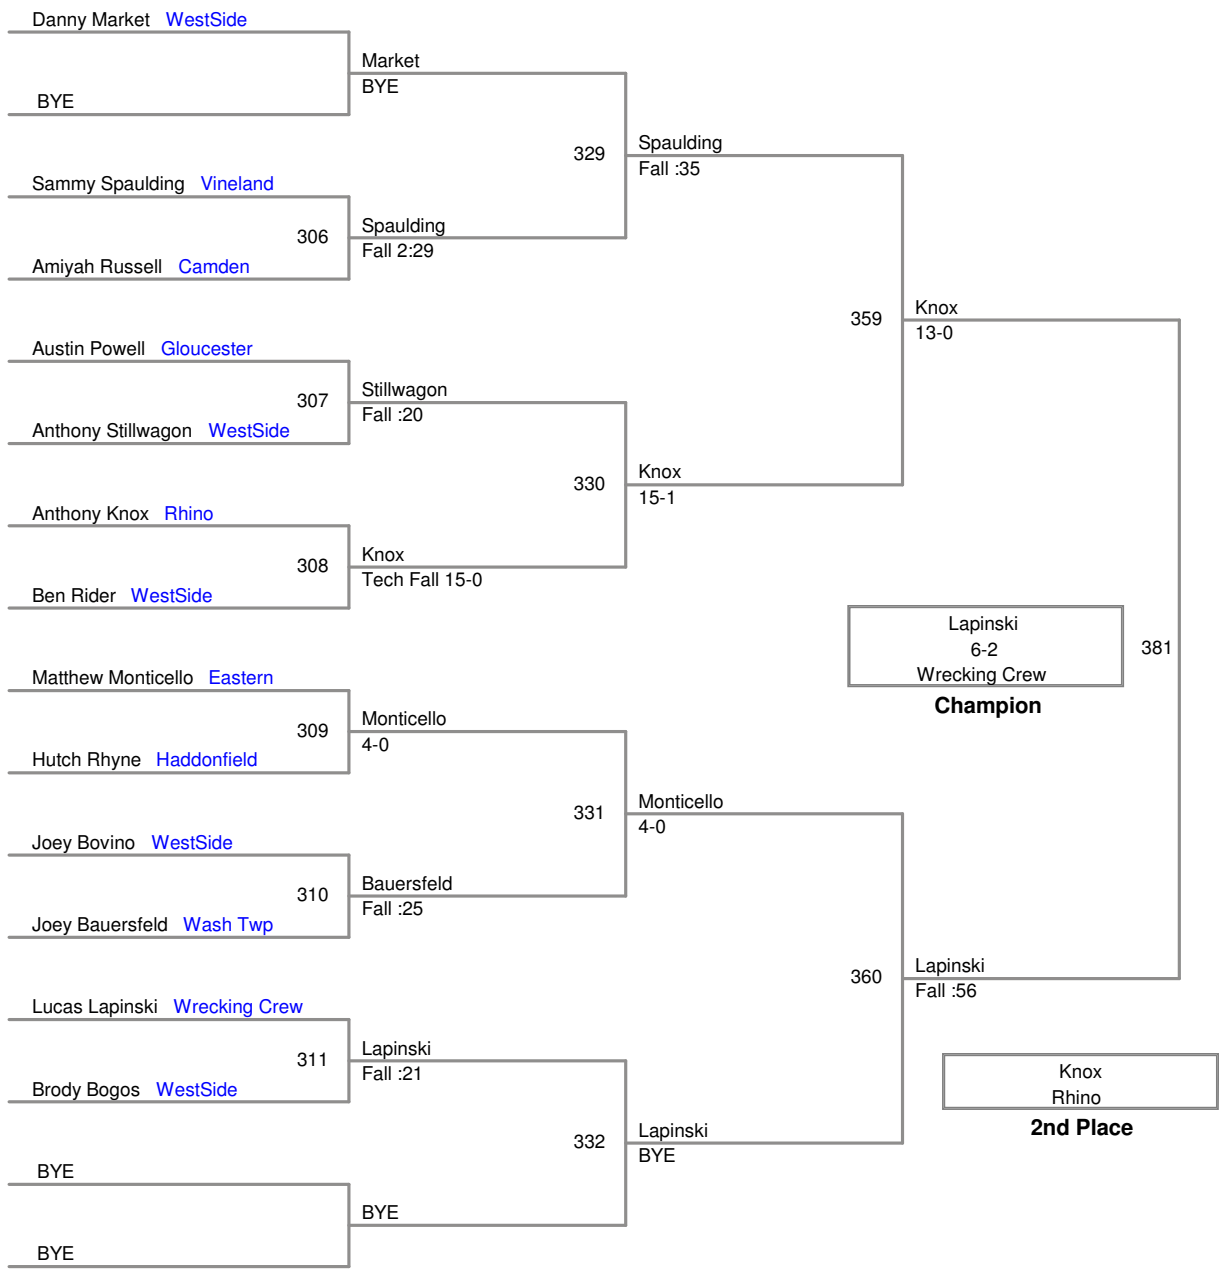 Danny Market WestSide
Market
BYE
BYE
329
Spaulding
Fall :35
Sammy Spaulding Vineland
306
Spaulding
Fall 2:29
Amiyah Russell Camden
359
Knox
13-0
Austin Powell Gloucester
307
Stillwagon
Fall :20
Anthony Stillwagon WestSide
330
Knox
15-1
Anthony Knox Rhino
308
Knox
Tech Fall 15-0
Ben Rider WestSide
Lapinski
6-2
Wrecking Crew
Champion
381
Matthew Monticello Eastern
309
Monticello
4-0
Hutch Rhyne Haddonfield
331
Monticello
4-0
Joey Bovino WestSide
310
Bauersfeld
Fall :25
Joey Bauersfeld Wash Twp
360
Lapinski
Fall :56
Lucas Lapinski Wrecking Crew
311
Lapinski
Fall :21
Brody Bogos WestSide
Knox
Rhino
2nd Place
332
Lapinski
BYE
BYE
BYE
BYE